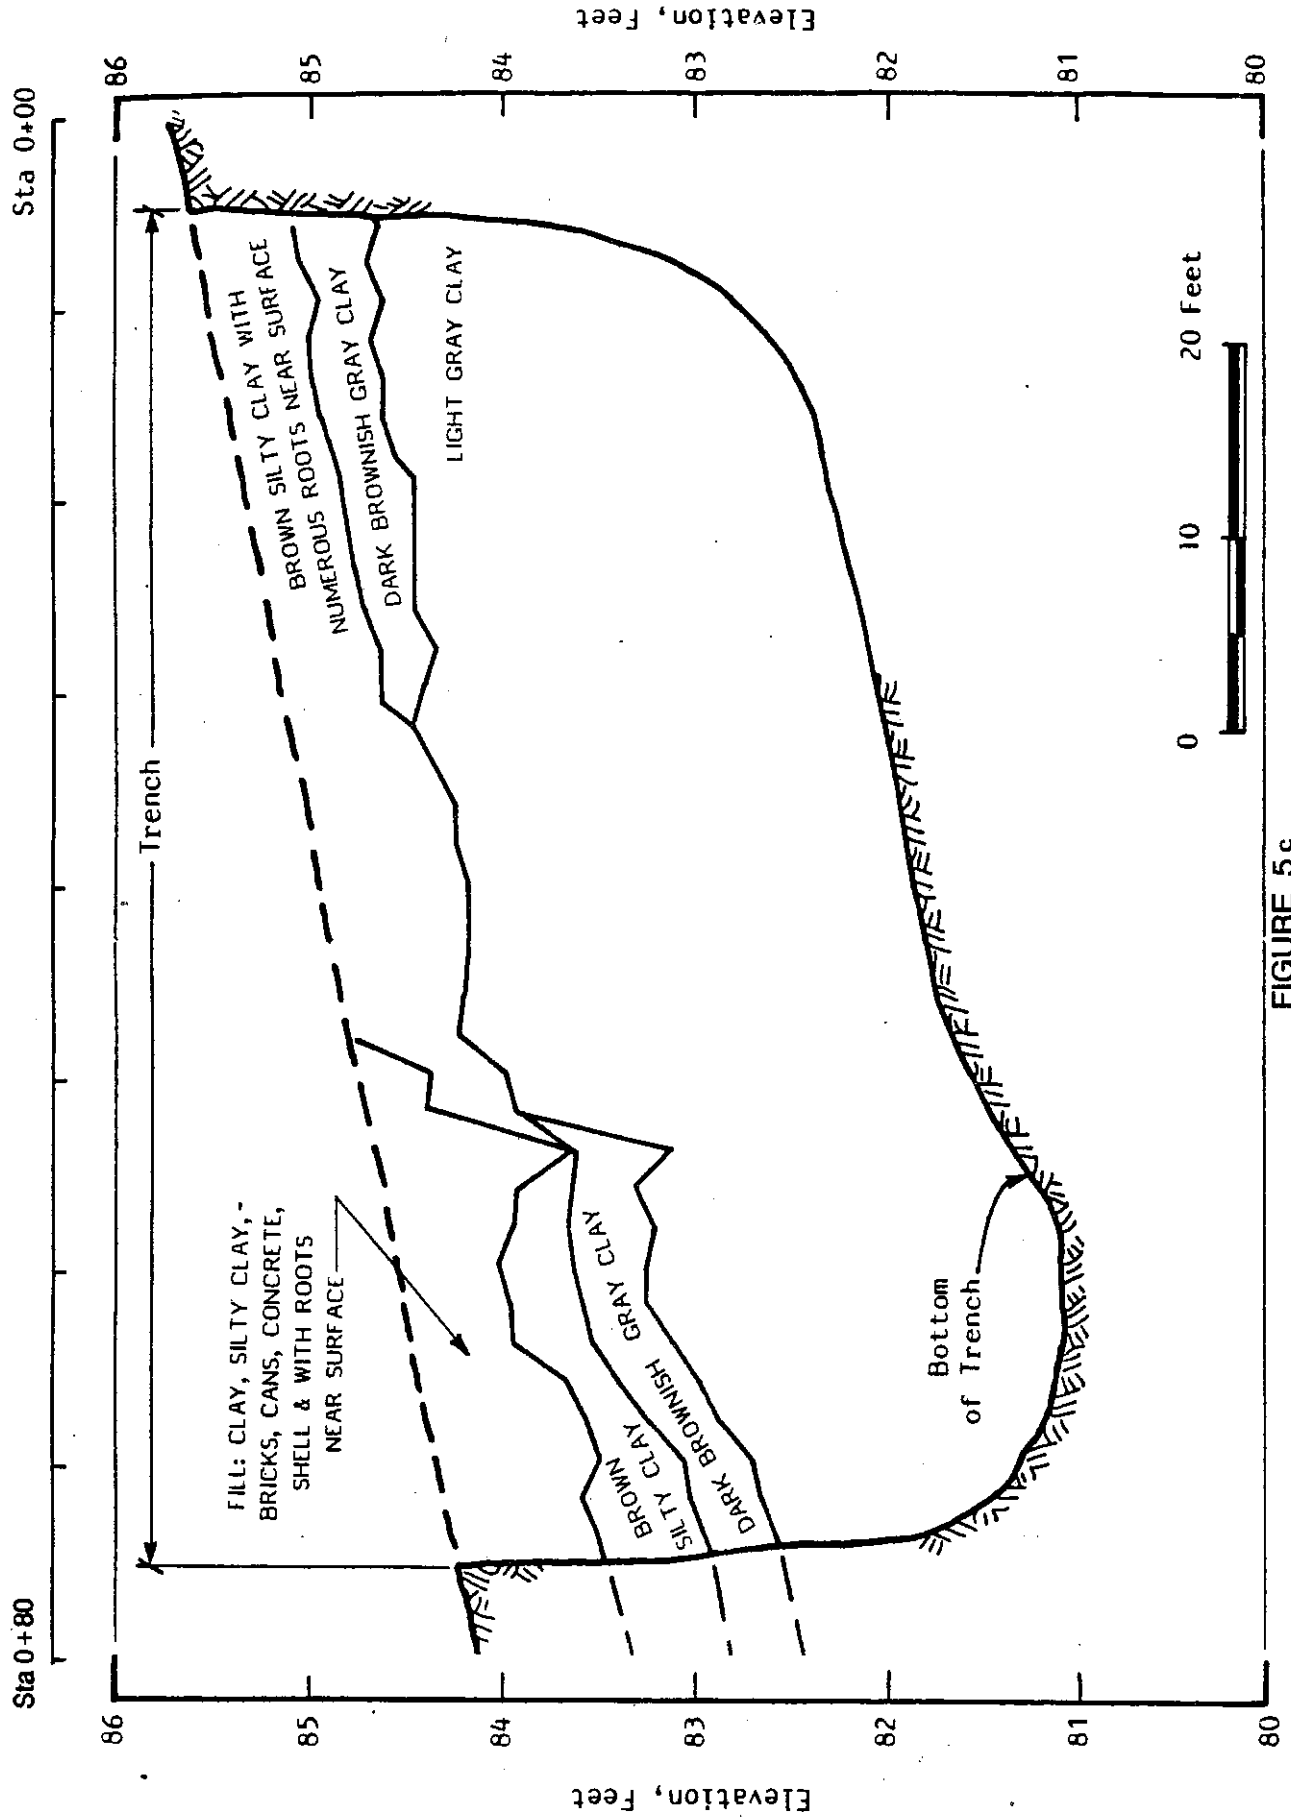 Sta 0+80
Sta 0+00
Trench
Elevation, Feet
86
85
84
83
82
81
80
Elevation, Feet
86
85
84
83
82
81
80
FILL: CLAY, SILTY CLAY,-
BRICKS, CANS, CONCRETE,
SHELL & WITH ROOTS
NEAR SURFACE
BROWN SILTY CLAY WITH
NUMEROUS ROOTS NEAR SURFACE
DARK BROWNISH GRAY CLAY
LIGHT GRAY CLAY
BROWN
SILTY CLAY
DARK BROWNISH GRAY CLAY
Bottom
of Trench
0 10 20 Feet
FIGURE 5c